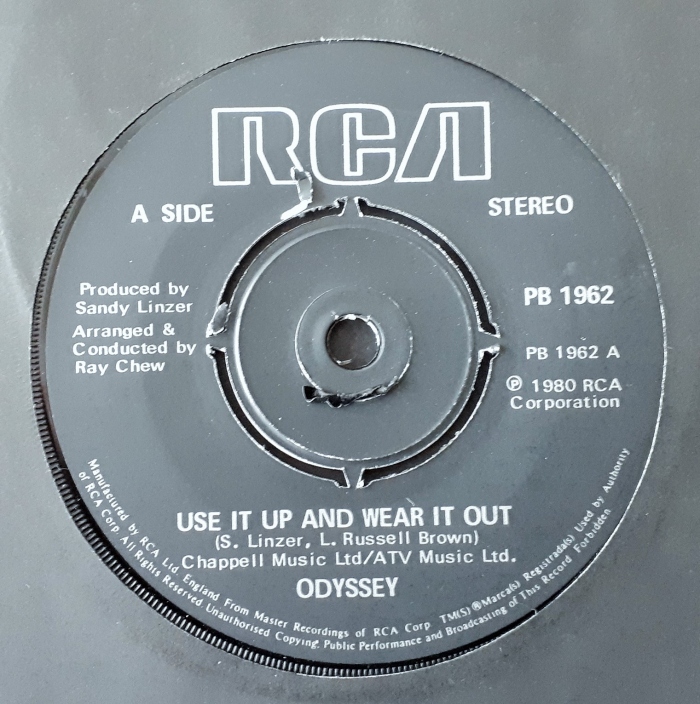 RCA
A SIDE
STEREO
Produced by
Sandy Linzer
Arranged &
Conducted by
Ray Chew
PB 1962
PB 1962 A
℗ 1980 RCA
Corporation
USE IT UP AND WEAR IT OUT
(S. Linzer, L. Russell Brown)
Chappell Music Ltd/ATV Music Ltd.
ODYSSEY
Manufactured by RCA Ltd. England From Master Recordings of RCA Corp TM(S)®Marca(s) Registrada(s) Used by Authority
of RCA Corp All Rights Reserved Unauthorised Copying, Public Performance and Broadcasting of This Record Forbidden